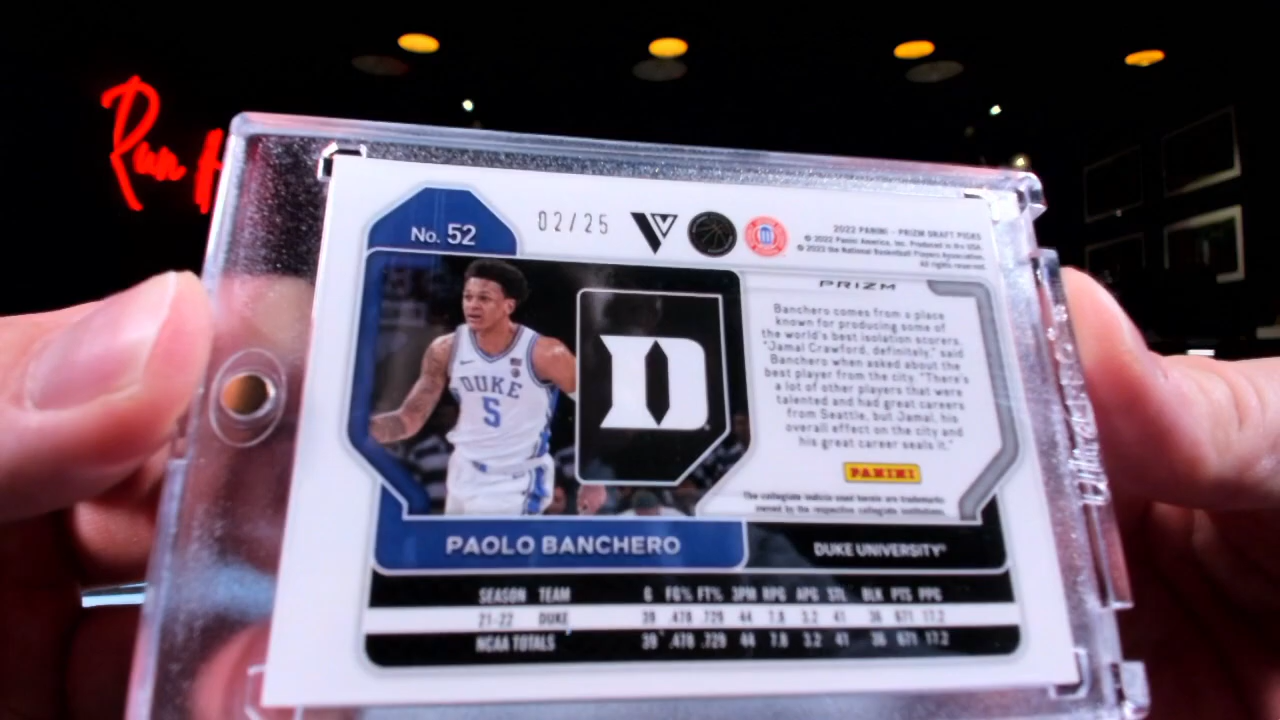 Run H
No. 52
02/25
2022 PANINI - PRIZM DRAFT PICKS
© 2022 Panini America, Inc. Produced in the USA.
© 2022 the National Basketball Players Association.
All rights reserved.
PRIZM
Banchero comes from a place
known for producing some of
the world's best isolation scorers.
"Jamal Crawford, definitely," said
Banchero when asked about the
best player from the city. "There's
a lot of other players that were
talented and had great careers
from Seattle, but Jamal, his
overall effect on the city and
his great career seals it."
PANINI
The collegiate indicia used herein are trademarks
owned by the respective collegiate institutions.
DUKE
5
D
PAOLO BANCHERO
DUKE UNIVERSITY®
SEASON TEAM G FG% FT% 3PM RPG APG STL BLK PTS PPG
21-22 DUKE 39 .478 .729 44 7.8 3.2 41 36 671 17.2
NCAA TOTALS 39 .478 .729 44 7.8 3.2 41 36 671 17.2